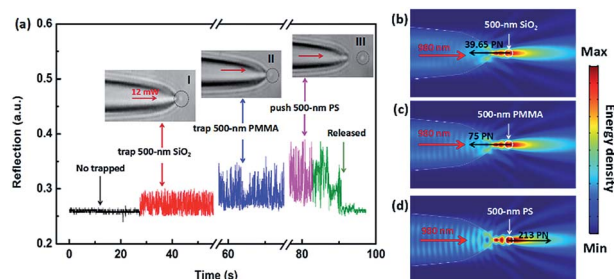 (a)
Reflection (a.u.)
0.6
0.5
0.4
0.3
0.2
0
20
40
60
80
100
Time (s)
I
12 mW
II
III
No trapped
trap 500-nm SiO₂
trap 500-nm PMMA
push 500-nm PS
Released
(b)
500-nm SiO₂
39.65 PN
980 nm
(c)
500-nm PMMA
75 PN
980 nm
(d)
500-nm PS
213 PN
980 nm
Max
Energy density
Min